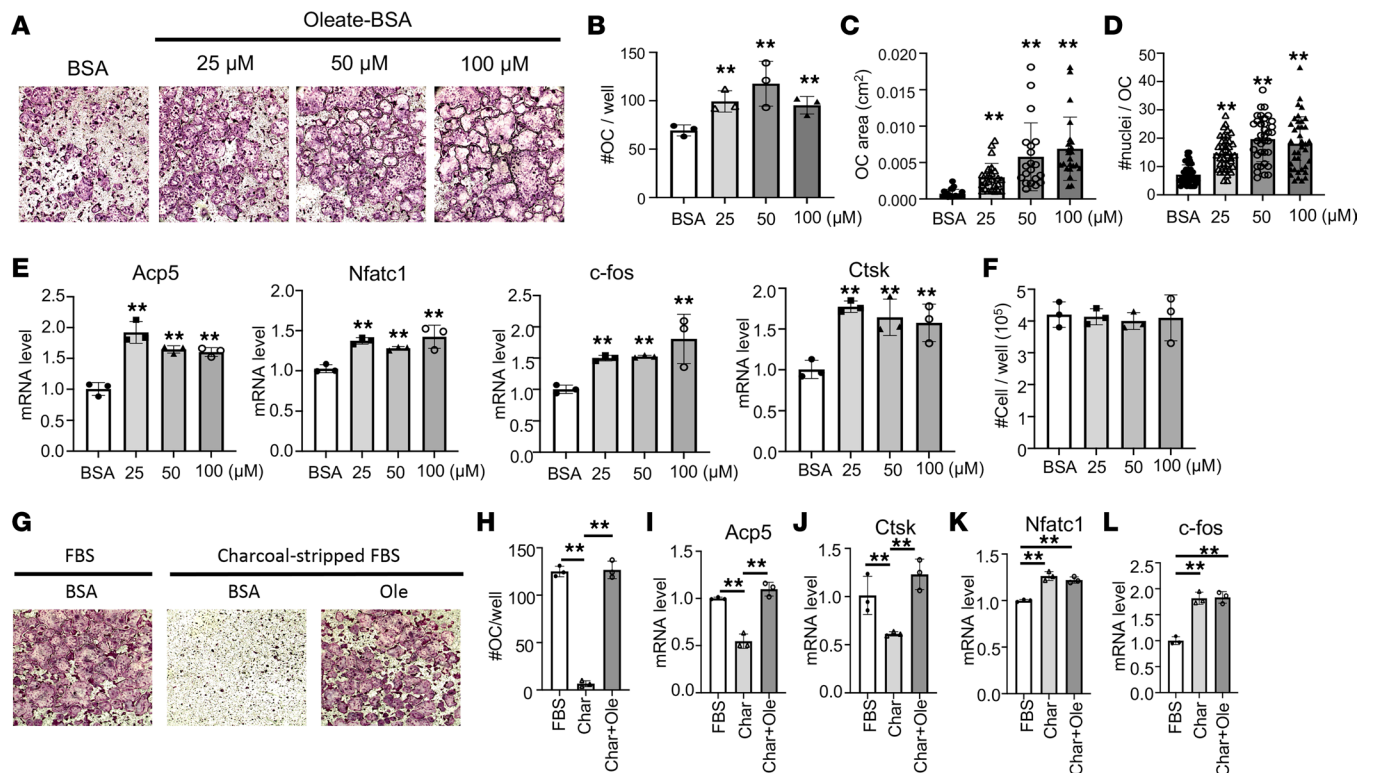 A
Oleate-BSA
BSA
25 µM
50 µM
100 µM
B
#OC / well
150
100
50
0
**
**
**
BSA 25 50 100 (µM)
C
OC area (cm²)
0.020
0.015
0.010
0.005
0.000
**
**
**
BSA 25 50 100 (µM)
D
#nuclei / OC
50
40
30
20
10
0
**
**
**
BSA 25 50 100 (µM)
E
Acp5
mRNA level
2.5
2.0
1.5
1.0
0.5
0.0
**
**
**
BSA 25 50 100 (µM)
Nfatc1
mRNA level
2.0
1.5
1.0
0.5
0.0
**
**
**
BSA 25 50 100 (µM)
c-fos
mRNA level
2.5
2.0
1.5
1.0
0.5
0.0
**
**
**
BSA 25 50 100 (µM)
Ctsk
mRNA level
2.0
1.5
1.0
0.5
0.0
**
**
**
BSA 25 50 100 (µM)
F
#Cell / well (10⁵)
5
4
3
2
1
0
BSA 25 50 100 (µM)
G
FBS
Charcoal-stripped FBS
BSA
BSA
Ole
H
#OC/well
150
100
50
0
**
**
FBS
Char
Char+Ole
I
Acp5
mRNA level
1.5
1.0
0.5
0.0
**
**
FBS
Char
Char+Ole
J
Ctsk
mRNA level
1.5
1.0
0.5
0.0
**
**
FBS
Char
Char+Ole
K
Nfatc1
mRNA level
1.5
1.0
0.5
0.0
**
**
FBS
Char
Char+Ole
L
c-fos
mRNA level
2.5
2.0
1.5
1.0
0.5
0.0
**
**
FBS
Char
Char+Ole